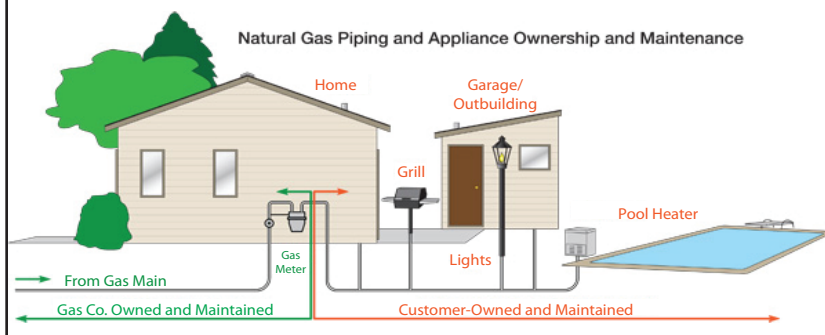 Natural Gas Piping and Appliance Ownership and Maintenance
Home
Garage/
Outbuilding
Grill
Pool Heater
Gas
Meter
Lights
From Gas Main
Gas Co. Owned and Maintained
Customer-Owned and Maintained